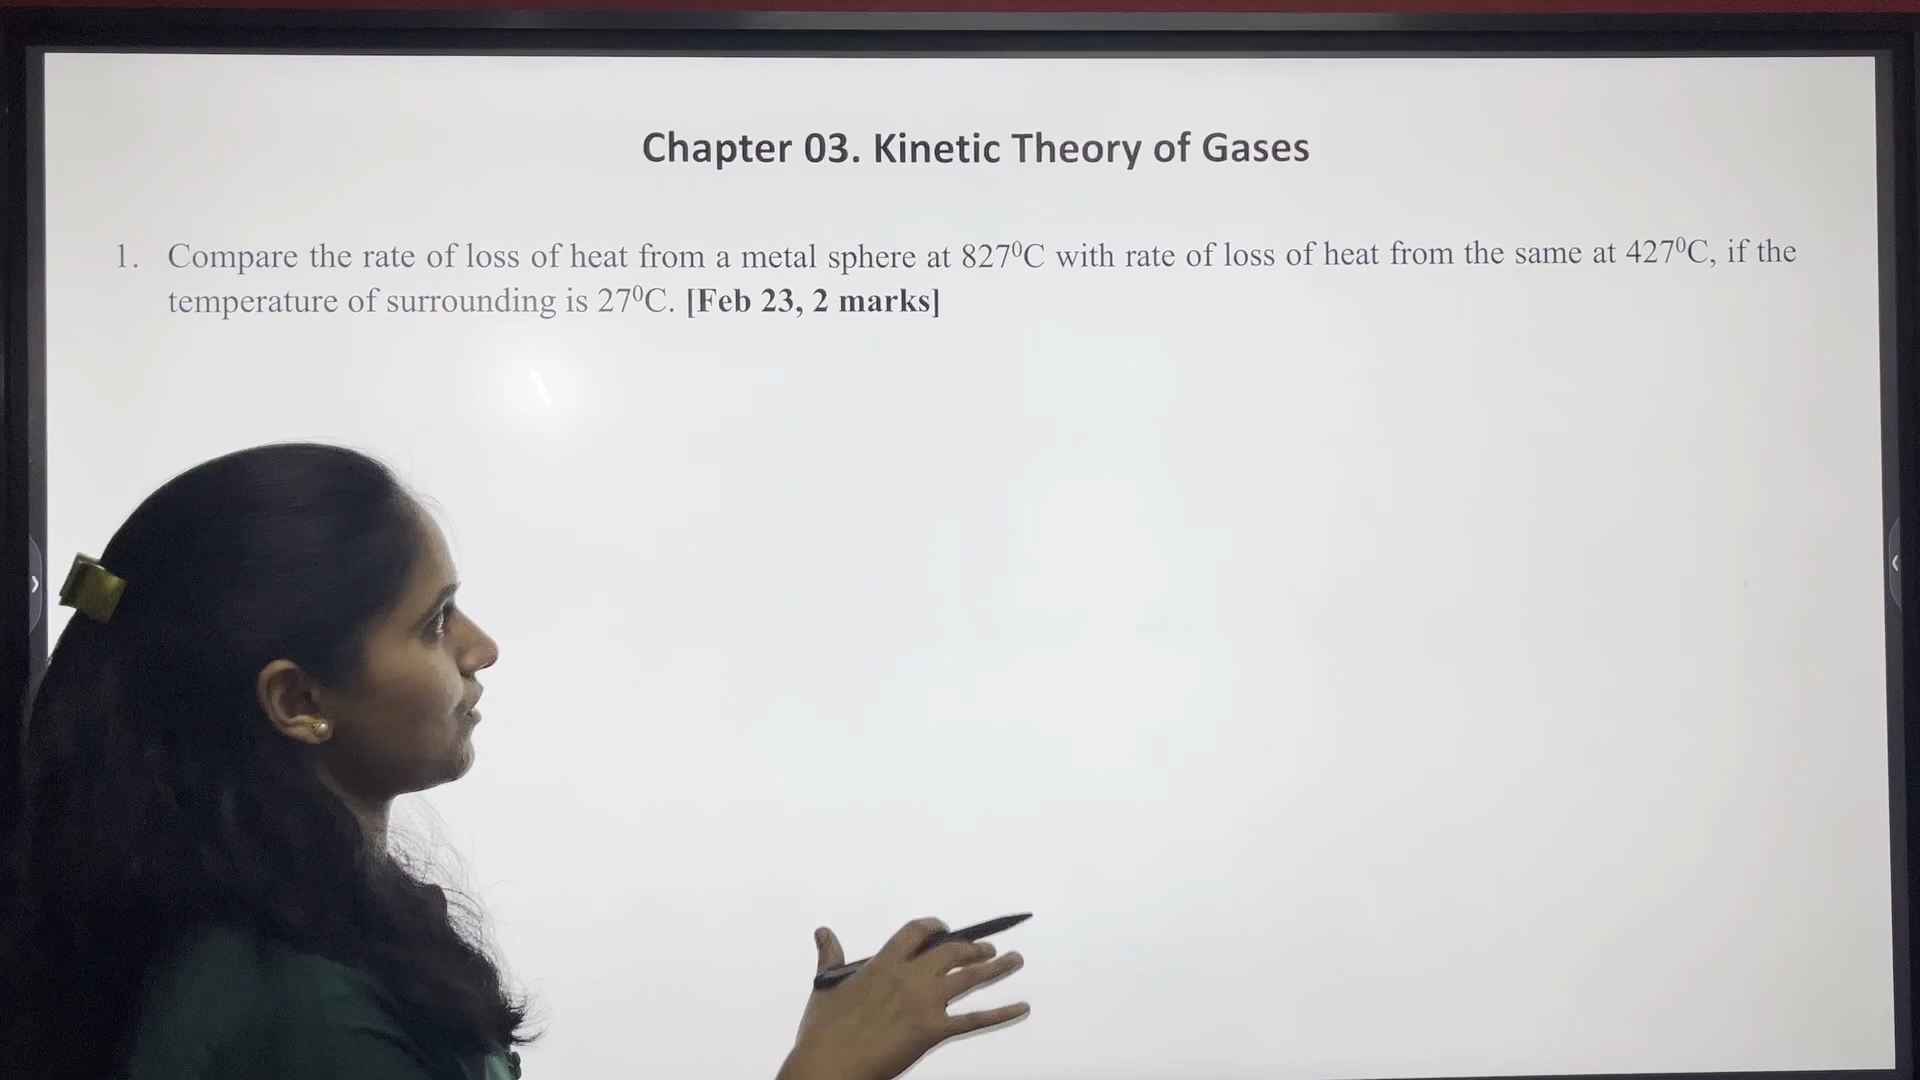 Chapter 03. Kinetic Theory of Gases
1. Compare the rate of loss of heat from a metal sphere at 827⁰C with rate of loss of heat from the same at 427⁰C, if the
temperature of surrounding is 27⁰C. [Feb 23, 2 marks]